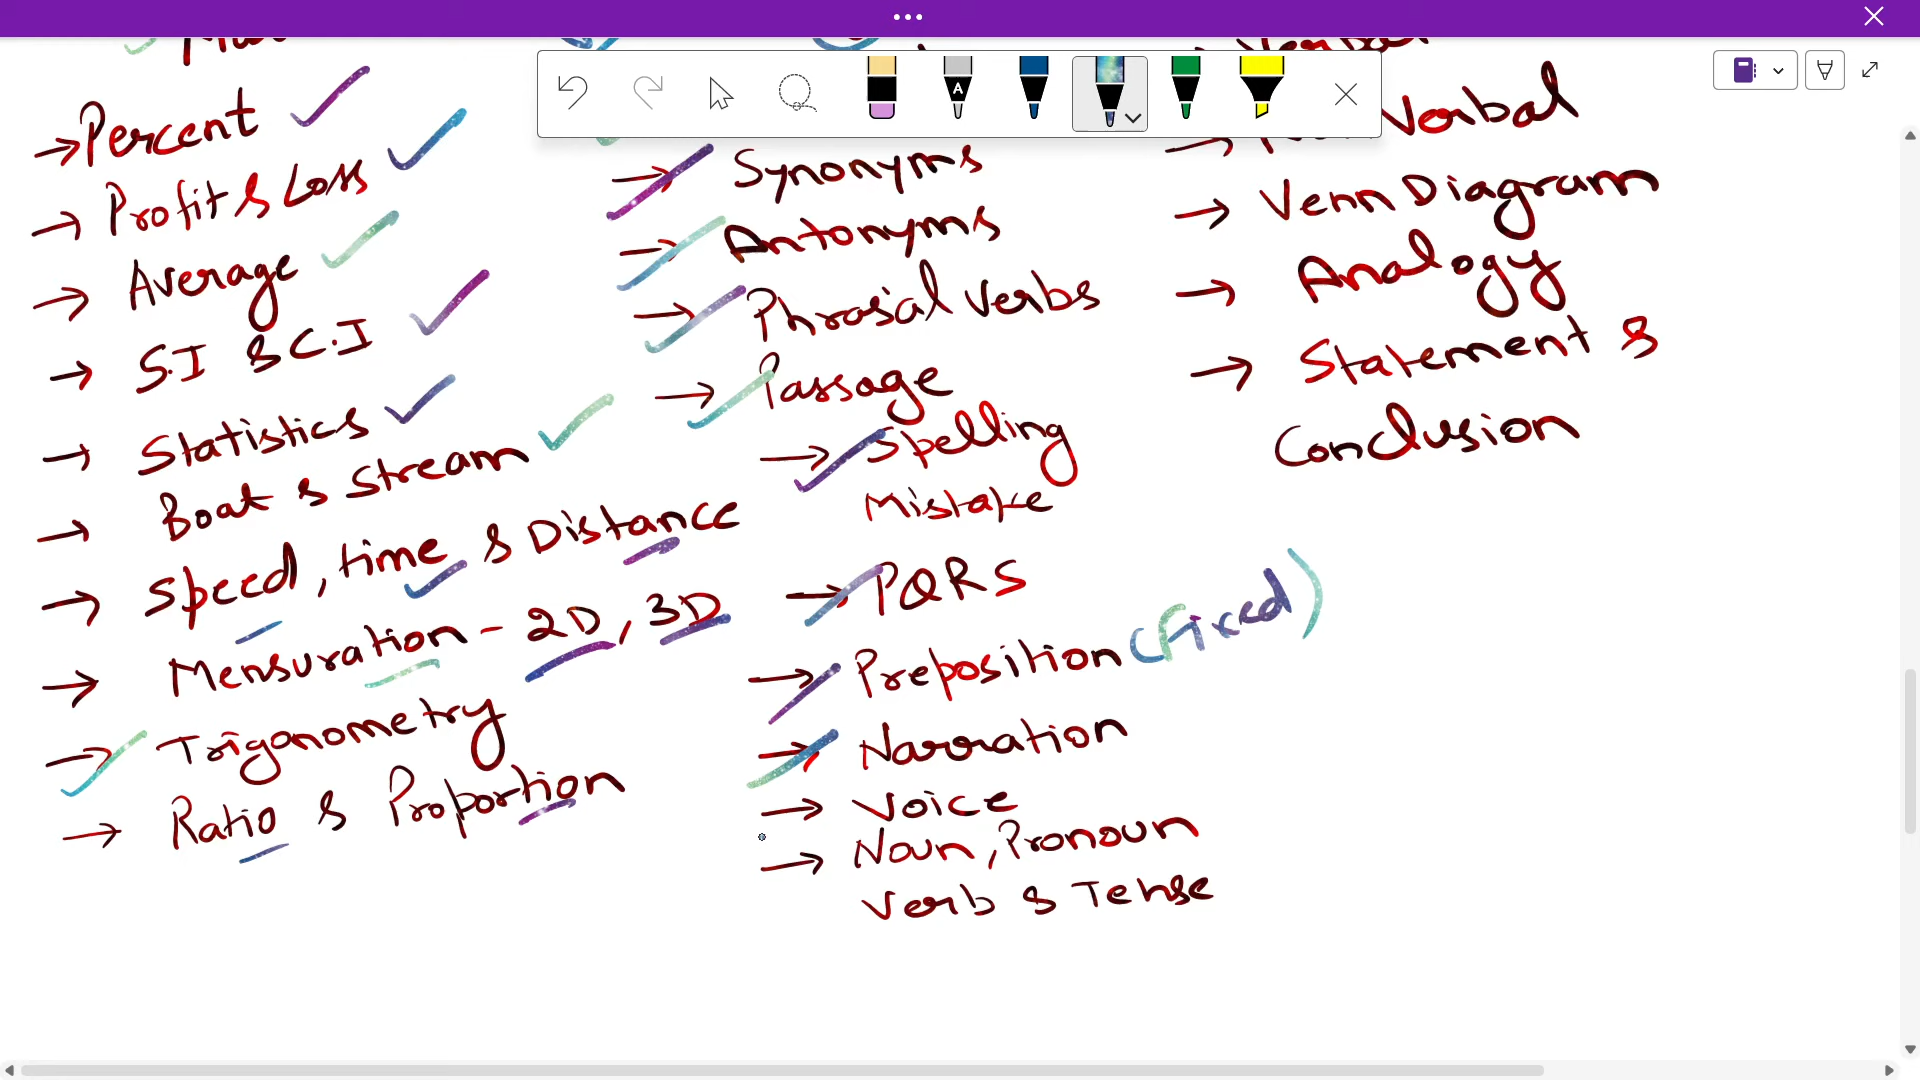 Percent
Profit & Loss
Average
S.I & C.I
Statistics
Boat & Stream
Speed, time & Distance
Mensuration - 2D, 3D
Trigonometry
Ratio & Proportion
Synonyms
Antonyms
Phrasal Verbs
Passage
Spelling
Mistake
PQRS
Preposition (Fixed)
Narration
Voice
Noun, Pronoun
Verb & Tense
Verbal
Verbal
Venn Diagram
Analogy
Statement &
Conclusion
A